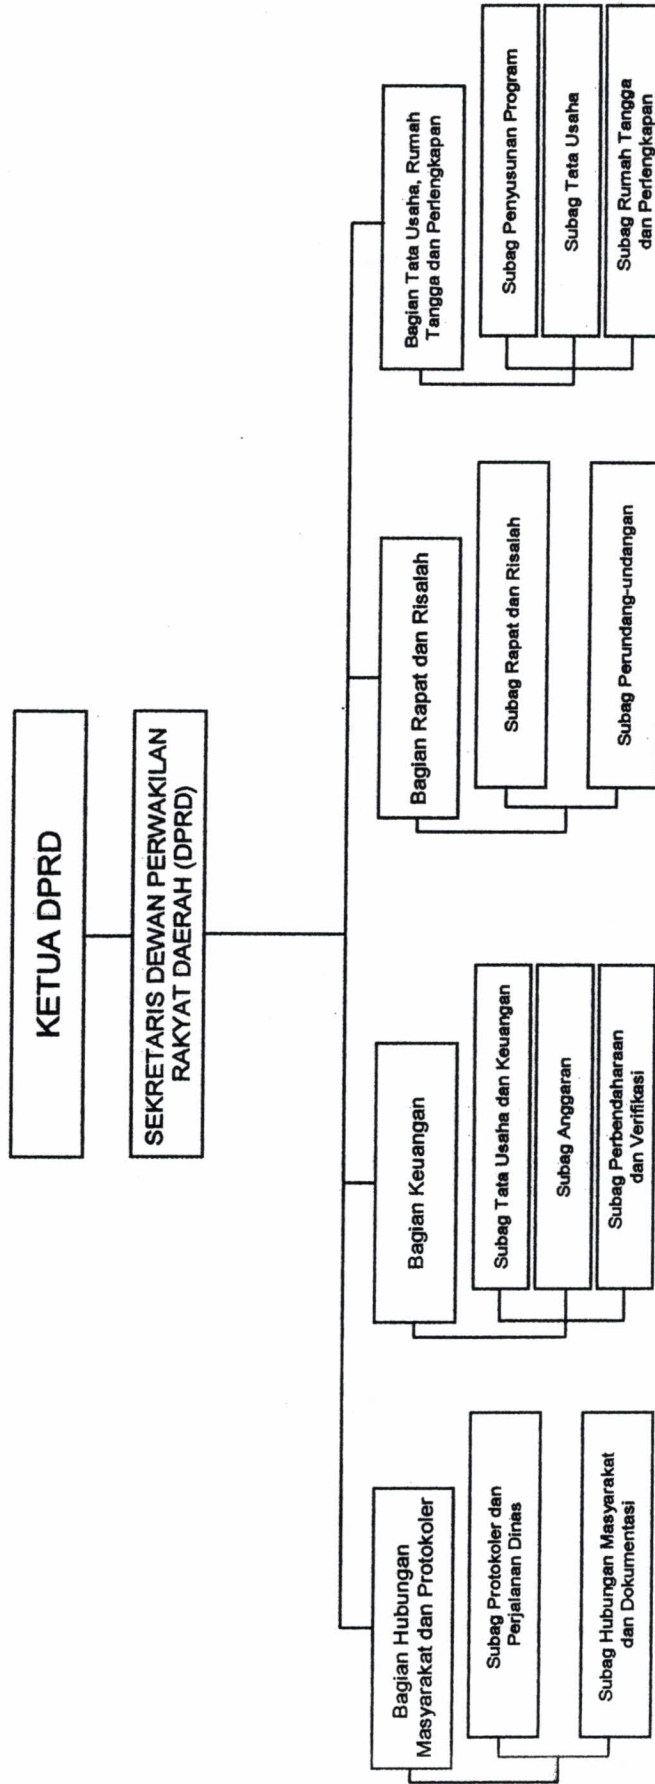 KETUA DPRD
SEKRETARIS DEWAN PERWAKILAN
RAKYAT DAERAH (DPRD)
Bagian Hubungan
Masyarakat dan Protokoler
Subag Protokoler dan
Perjalanan Dinas
Subag Hubungan Masyarakat
dan Dokumentasi
Bagian Keuangan
Subag Tata Usaha dan Keuangan
Subag Anggaran
Subag Perbendaharaan
dan Verifikasi
Bagian Rapat dan Risalah
Subag Rapat dan Risalah
Subag Perundang-undangan
Bagian Tata Usaha, Rumah
Tangga dan Perlengkapan
Subag Penyusunan Program
Subag Tata Usaha
Subag Rumah Tangga
dan Perlengkapan